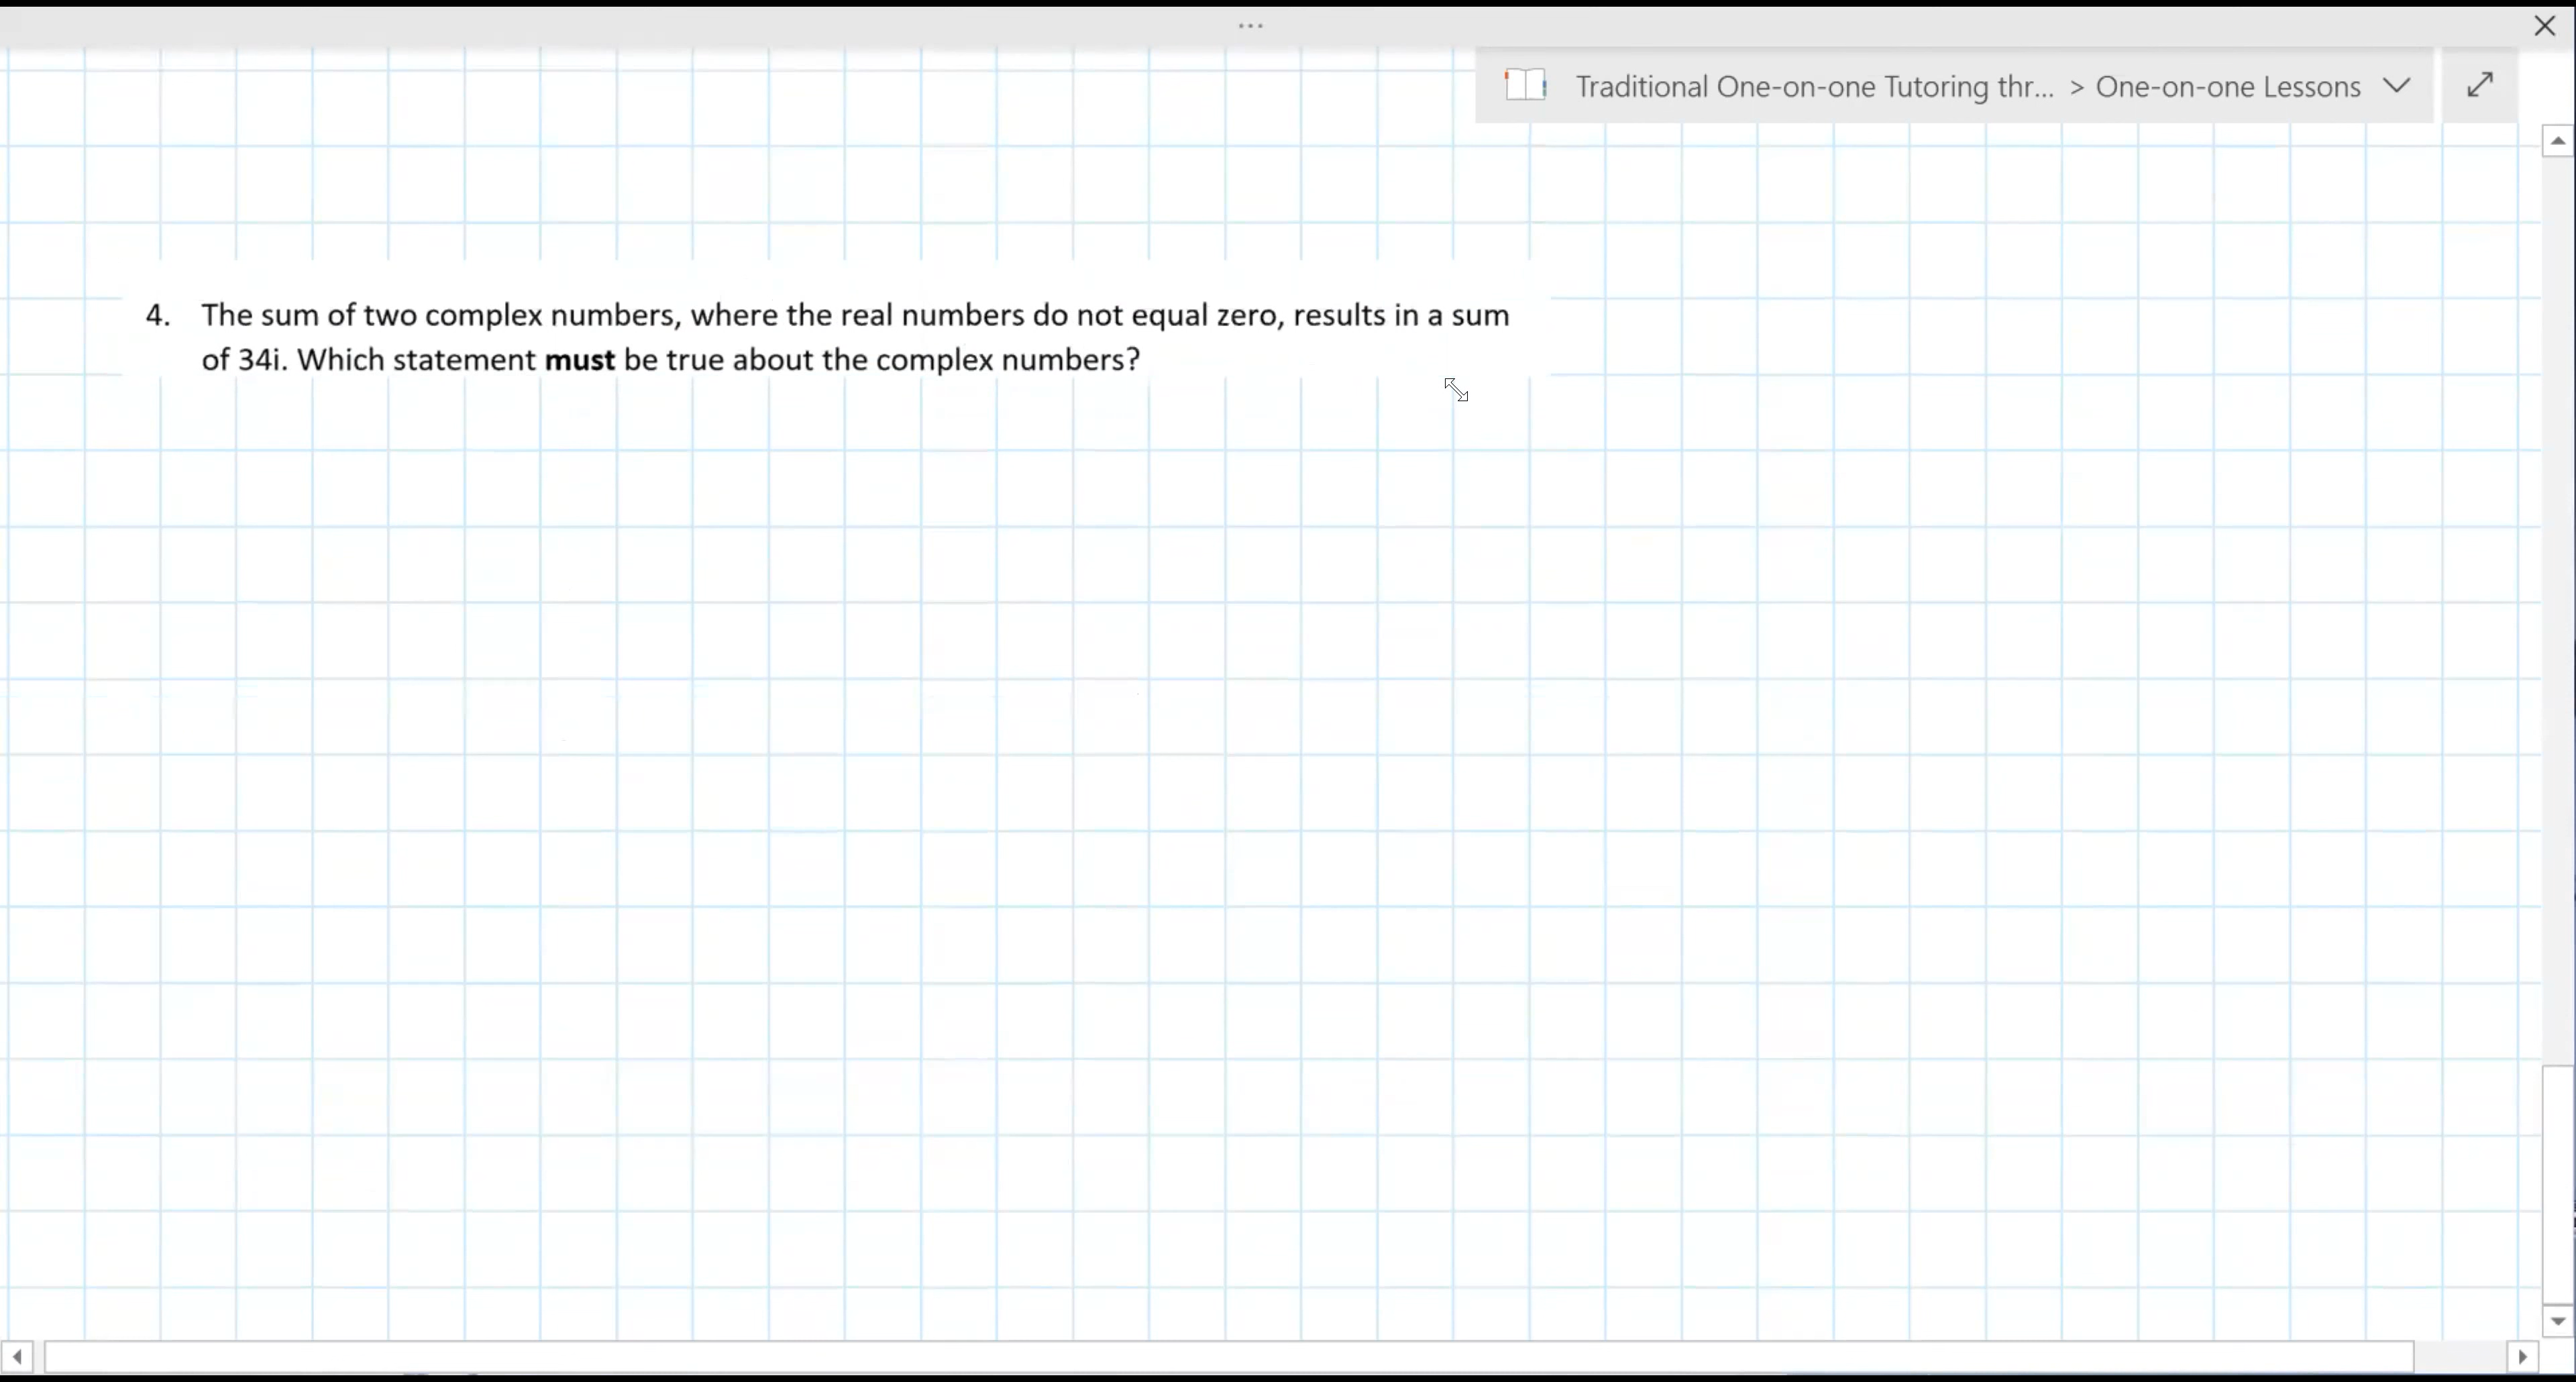 ...
Traditional One-on-one Tutoring thr... > One-on-one Lessons
4. The sum of two complex numbers, where the real numbers do not equal zero, results in a sum
of 34i. Which statement must be true about the complex numbers?